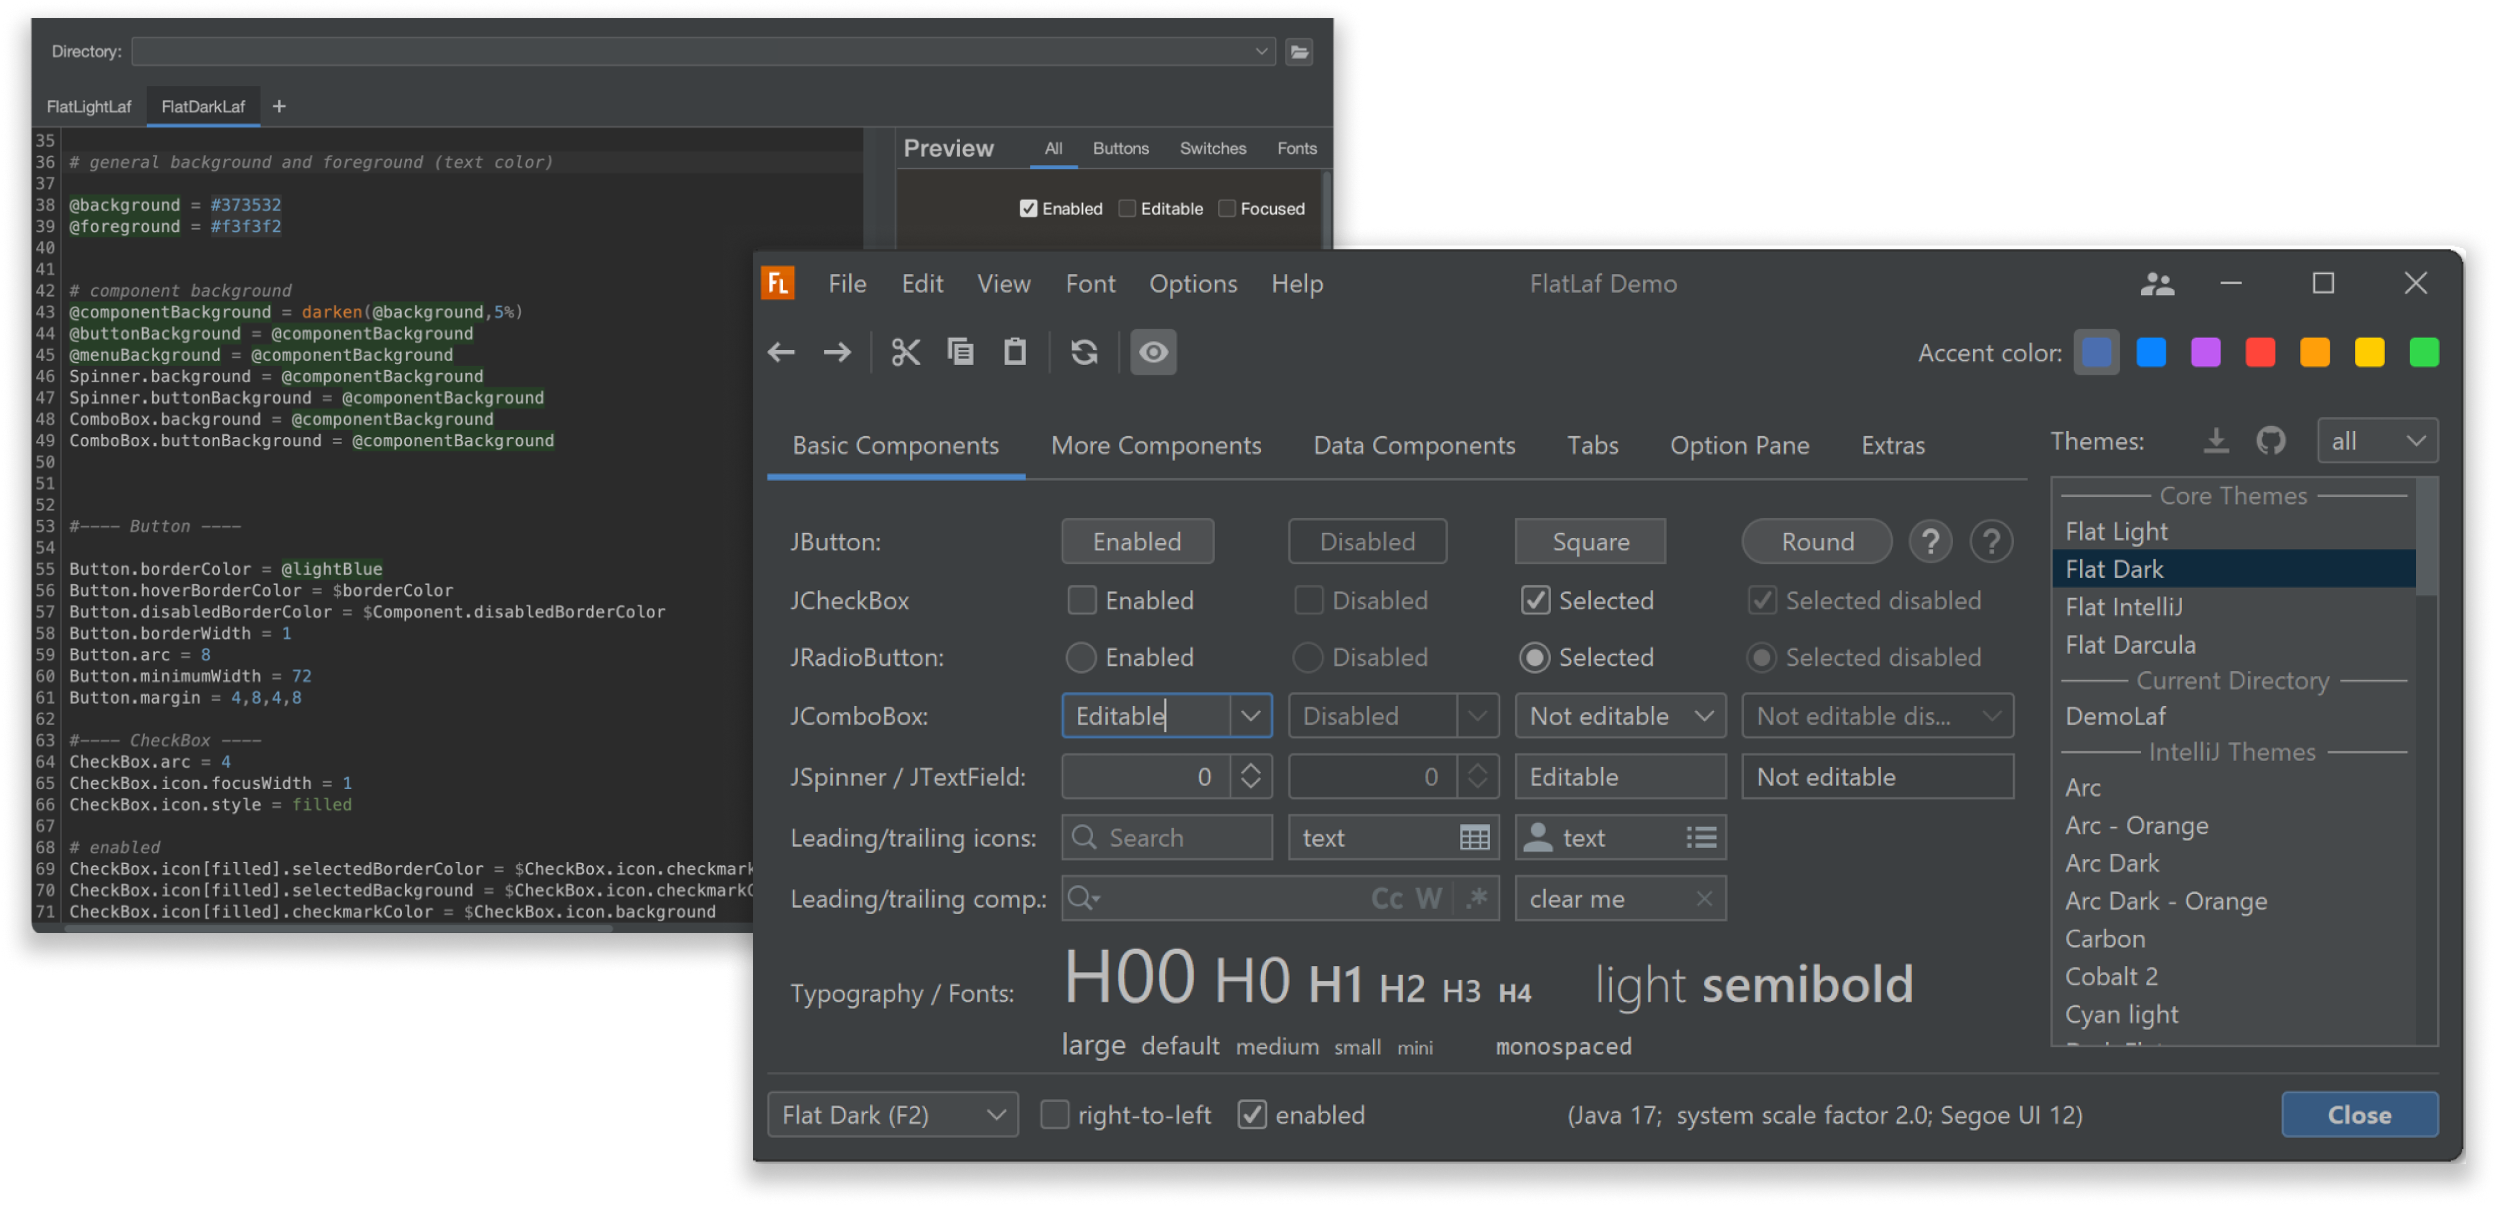 Directory:
FlatLightLaf FlatDarkLaf +
35
36 # general background and foreground (text color)
37
38 @background = #373532
39 @foreground = #f3f3f2
40
41
42 # component background
43 @componentBackground = darken(@background,5%)
44 @buttonBackground = @componentBackground
45 @menuBackground = @componentBackground
46 Spinner.background = @componentBackground
47 Spinner.buttonBackground = @componentBackground
48 ComboBox.background = @componentBackground
49 ComboBox.buttonBackground = @componentBackground
50
51
52
53 #---- Button ----
54
55 Button.borderColor = @lightBlue
56 Button.hoverBorderColor = $borderColor
57 Button.disabledBorderColor = $Component.disabledBorderColor
58 Button.borderWidth = 1
59 Button.arc = 8
60 Button.minimumWidth = 72
61 Button.margin = 4,8,4,8
62
63 #---- CheckBox ----
64 CheckBox.arc = 4
65 CheckBox.icon.focusWidth = 1
66 CheckBox.icon.style = filled
67
68 # enabled
69 CheckBox.icon[filled].selectedBorderColor = $CheckBox.icon.checkmark
70 CheckBox.icon[filled].selectedBackground = $CheckBox.icon.checkmark
71 CheckBox.icon[filled].checkmarkColor = $CheckBox.icon.background
Preview All Buttons Switches Fonts
Enabled Editable Focused
FL File Edit View Font Options Help FlatLaf Demo
Accent color:
Basic Components More Components Data Components Tabs Option Pane Extras
JButton: Enabled Disabled Square Round ? ?
JCheckBox Enabled Disabled Selected Selected disabled
JRadioButton: Enabled Disabled Selected Selected disabled
JComboBox: Editable Disabled Not editable Not editable dis...
JSpinner / JTextField: 0 0 Editable Not editable
Leading/trailing icons: Search text text
Leading/trailing comp.: Cc W .* clear me
Typography / Fonts: H00 H0 H1 H2 H3 H4 light semibold
large default medium small mini monospaced
Themes: all
Core Themes
Flat Light
Flat Dark
Flat IntelliJ
Flat Darcula
Current Directory
DemoLaf
IntelliJ Themes
Arc
Arc - Orange
Arc Dark
Arc Dark - Orange
Carbon
Cobalt 2
Cyan light
Flat Dark (F2) right-to-left enabled (Java 17; system scale factor 2.0; Segoe UI 12) Close